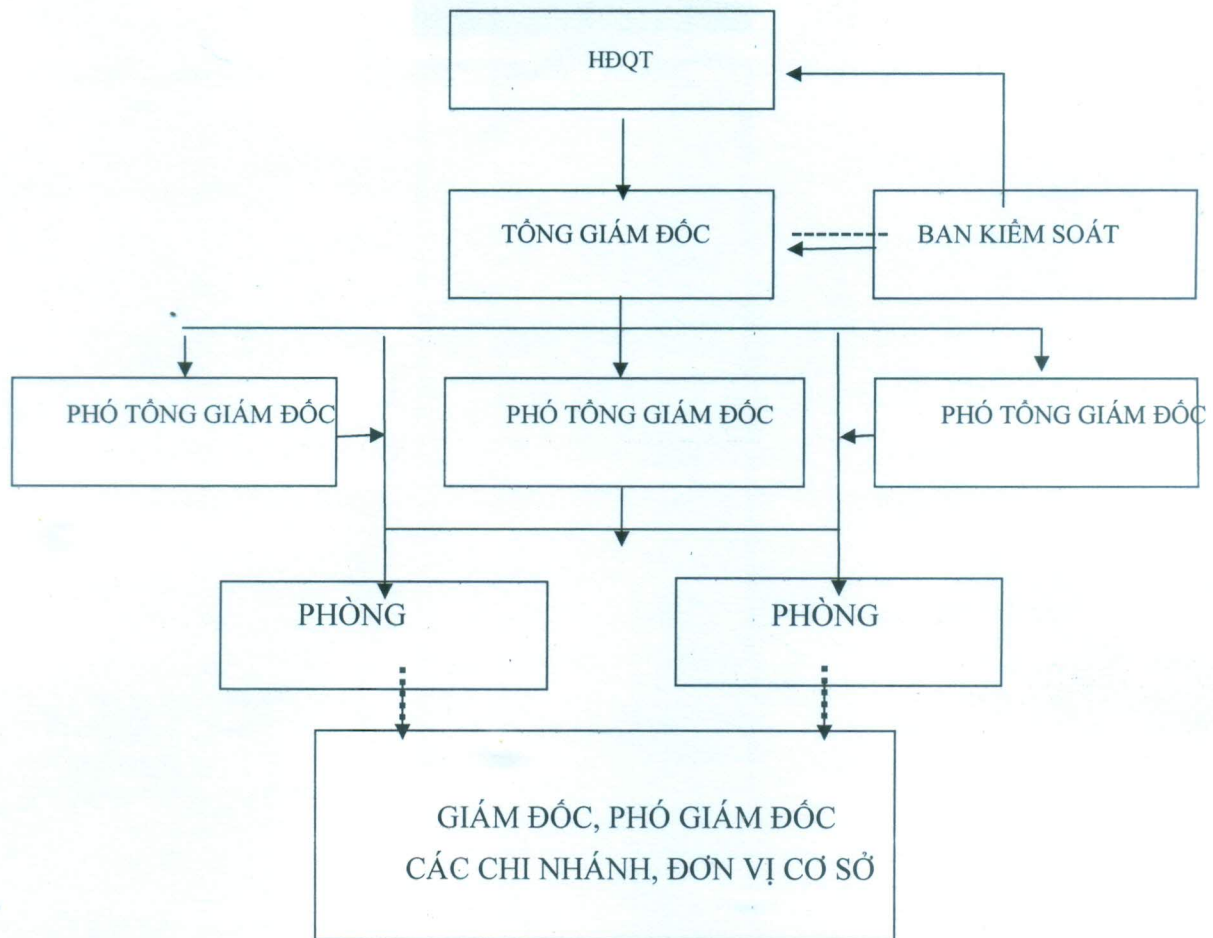 HĐQT
TỔNG GIÁM ĐỐC
BAN KIỂM SOÁT
PHÓ TỔNG GIÁM ĐỐC
PHÓ TỔNG GIÁM ĐỐC
PHÓ TỔNG GIÁM ĐỐC
PHÒNG
PHÒNG
GIÁM ĐỐC, PHÓ GIÁM ĐỐC
CÁC CHI NHÁNH, ĐƠN VỊ CƠ SỞ